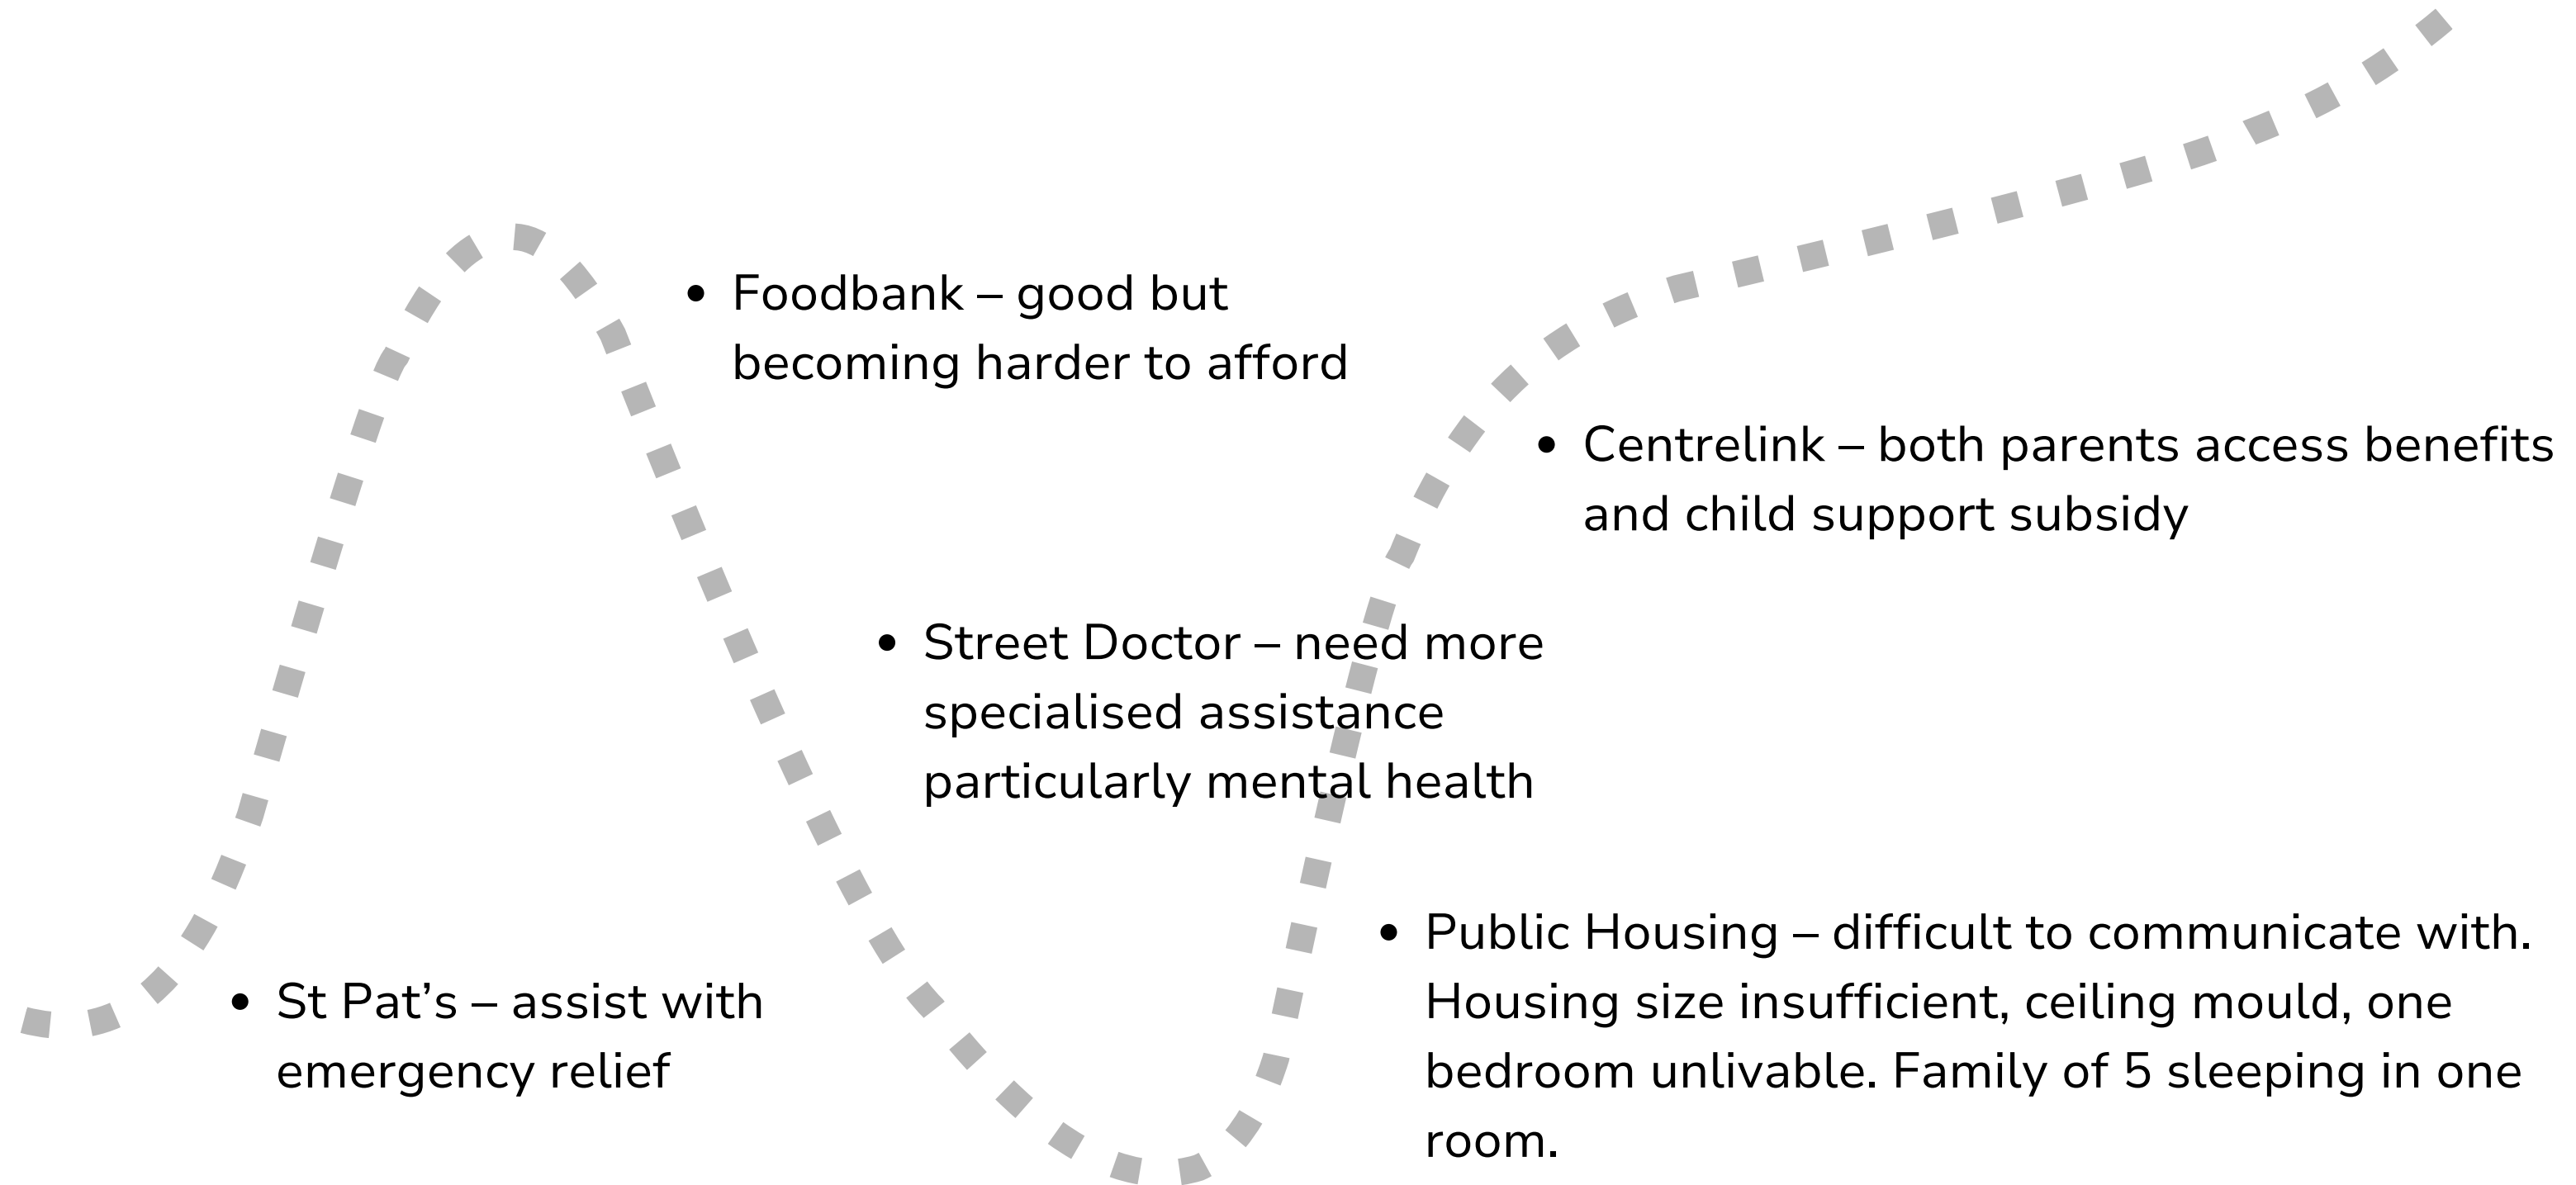 • Foodbank – good but
becoming harder to afford
• Centrelink – both parents access benefits
and child support subsidy
• Street Doctor – need more
specialised assistance
particularly mental health
• St Pat’s – assist with
emergency relief
• Public Housing – difficult to communicate with.
Housing size insufficient, ceiling mould, one
bedroom unlivable. Family of 5 sleeping in one
room.